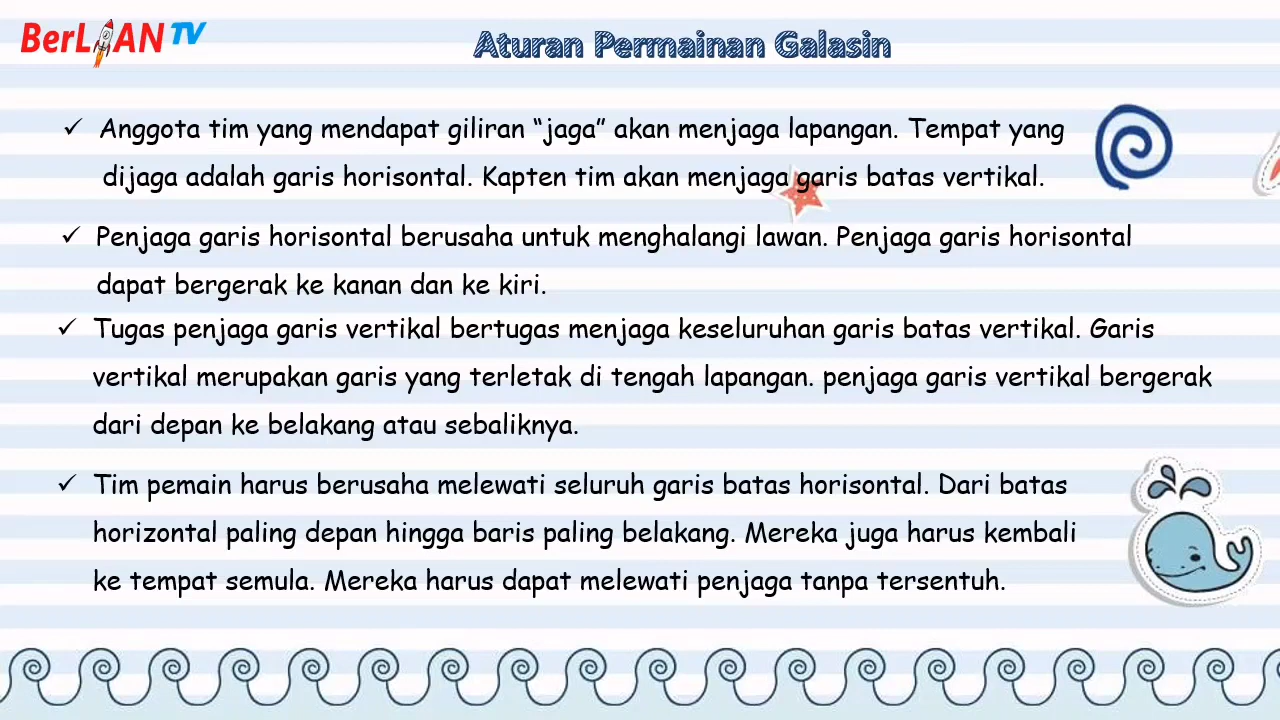 BerLIAN TV
Aturan Permainan Galasin
✓ Anggota tim yang mendapat giliran “jaga” akan menjaga lapangan. Tempat yang
dijaga adalah garis horisontal. Kapten tim akan menjaga garis batas vertikal.
✓ Penjaga garis horisontal berusaha untuk menghalangi lawan. Penjaga garis horisontal
dapat bergerak ke kanan dan ke kiri.
✓ Tugas penjaga garis vertikal bertugas menjaga keseluruhan garis batas vertikal. Garis
vertikal merupakan garis yang terletak di tengah lapangan. penjaga garis vertikal bergerak
dari depan ke belakang atau sebaliknya.
✓ Tim pemain harus berusaha melewati seluruh garis batas horisontal. Dari batas
horizontal paling depan hingga baris paling belakang. Mereka juga harus kembali
ke tempat semula. Mereka harus dapat melewati penjaga tanpa tersentuh.